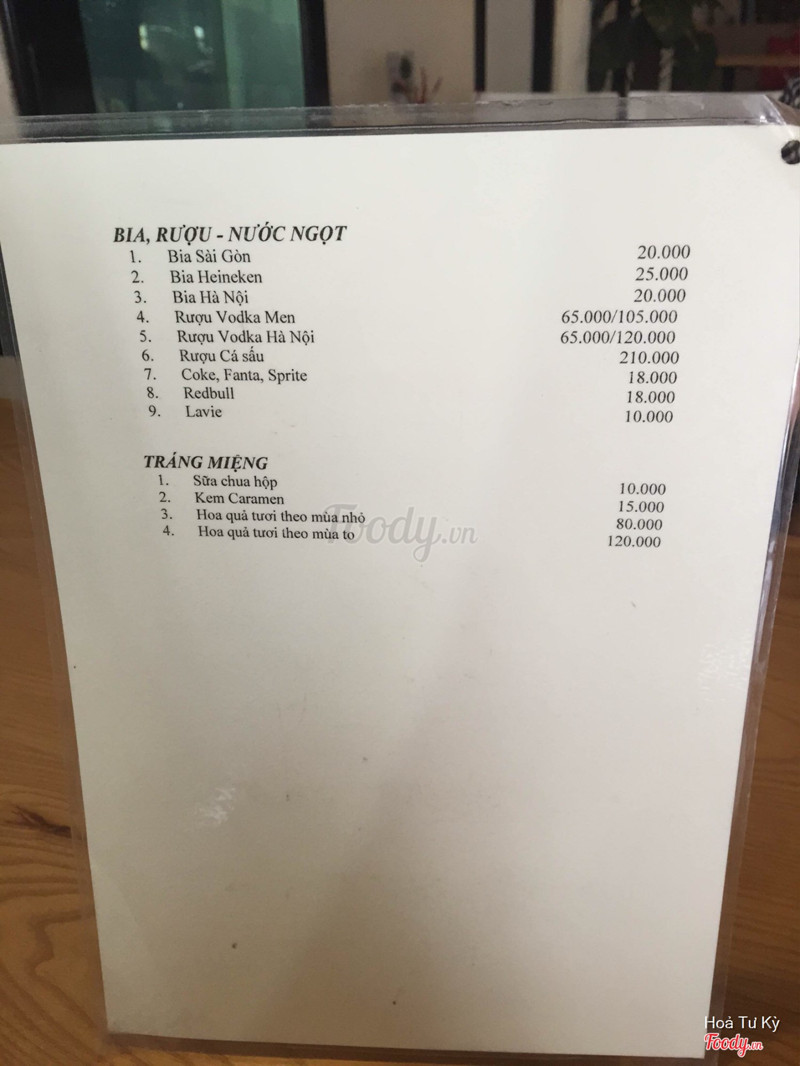 BIA, RƯỢU - NƯỚC NGỌT
1. Bia Sài Gòn 20.000
2. Bia Heineken 25.000
3. Bia Hà Nội 20.000
4. Rượu Vodka Men 65.000/105.000
5. Rượu Vodka Hà Nội 65.000/120.000
6. Rượu Cá sấu 210.000
7. Coke, Fanta, Sprite 18.000
8. Redbull 18.000
9. Lavie 10.000
TRÁNG MIỆNG
1. Sữa chua hộp 10.000
2. Kem Caramen 15.000
3. Hoa quả tươi theo mùa nhỏ 80.000
4. Hoa quả tươi theo mùa to 120.000
Foody.vn
Hoả Tư Kỳ
Foody.vn